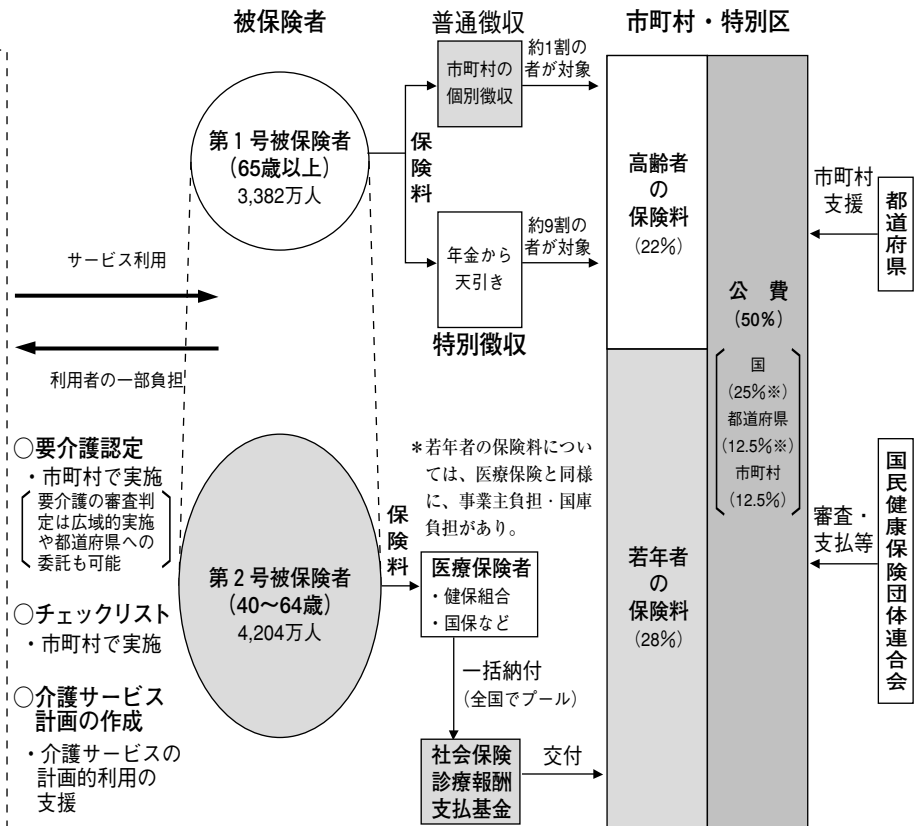 被保険者
普通徴収
市町村・特別区
市町村の
個別徴収
約1割の
者が対象
第1号被保険者
(65歳以上)
3,382万人
保険料
年金から
天引き
約9割の
者が対象
特別徴収
高齢者
の
保険料
(22%)
公 費
(50%)
国
(25%※)
都道府県
(12.5%※)
市町村
(12.5%)
市町村
支援
都道府県
サービス利用
利用者の一部負担
○要介護認定
・市町村で実施
要介護の審査判
定は広域的実施
や都道府県への
委託も可能
○チェックリスト
・市町村で実施
○介護サービス
計画の作成
・介護サービスの
計画的利用の
支援
第2号被保険者
(40〜64歳)
4,204万人
保険料
*若年者の保険料につい
ては、医療保険と同様
に、事業主負担・国庫
負担があり。
医療保険者
・健保組合
・国保など
一括納付
(全国でプール)
社会保険
診療報酬
支払基金
交付
若年者
の
保険料
(28%)
審査・
支払等
国民健康保険団体連合会